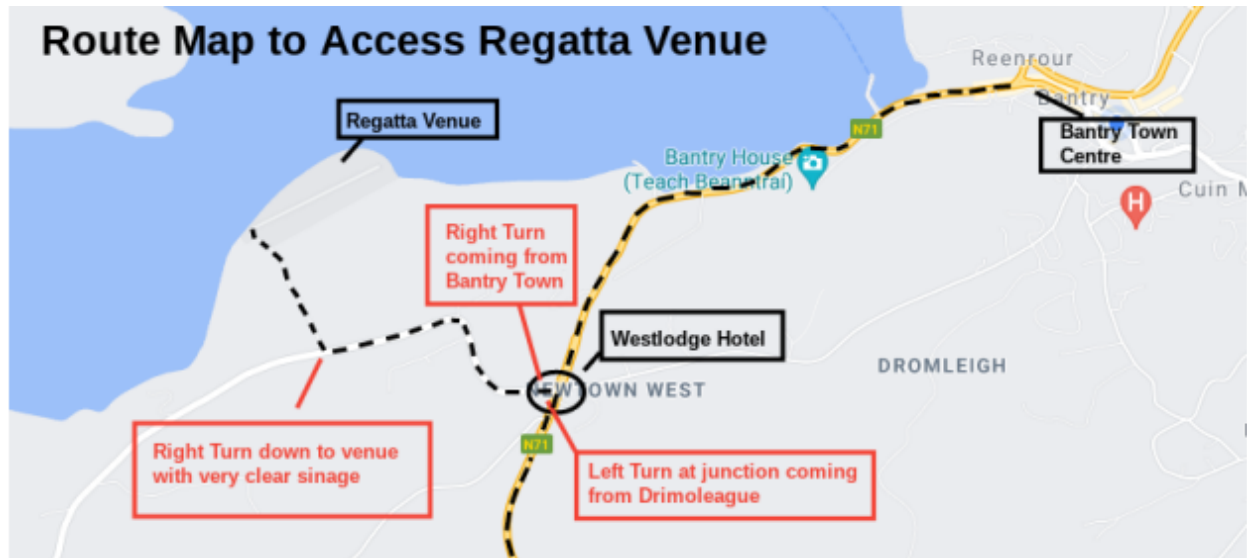 Route Map to Access Regatta Venue
Reenrour
Regatta Venue
Bantry
N71
Bantry Town
Centre
Bantry House
(Teach Beanntraí)
Cuin M
H
Right Turn
coming from
Bantry Town
Westlodge Hotel
DROMLEIGH
NEWTOWN WEST
N71
Right Turn down to venue
with very clear sinage
Left Turn at junction coming
from Drimoleague